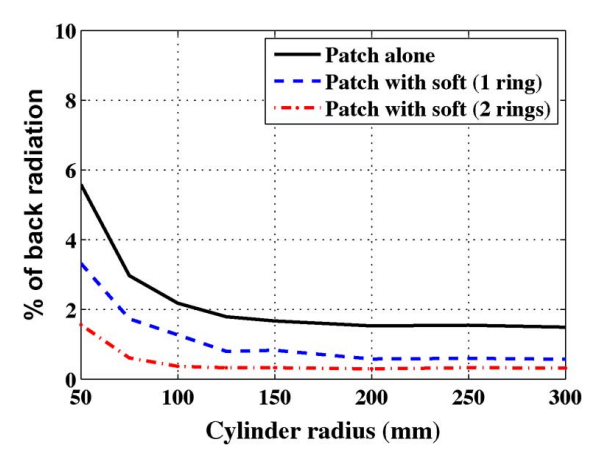 10
8
6
4
2
0
% of back radiation
Patch alone
Patch with soft (1 ring)
Patch with soft (2 rings)
50
100
150
200
250
300
Cylinder radius (mm)